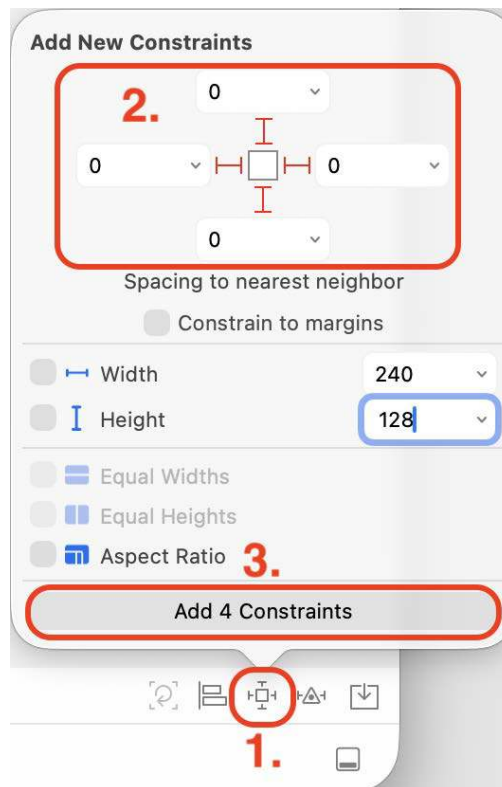 Add New Constraints
2.
0
0
0
0
Spacing to nearest neighbor
Constrain to margins
Width
240
Height
128
Equal Widths
Equal Heights
Aspect Ratio
3.
Add 4 Constraints
1.